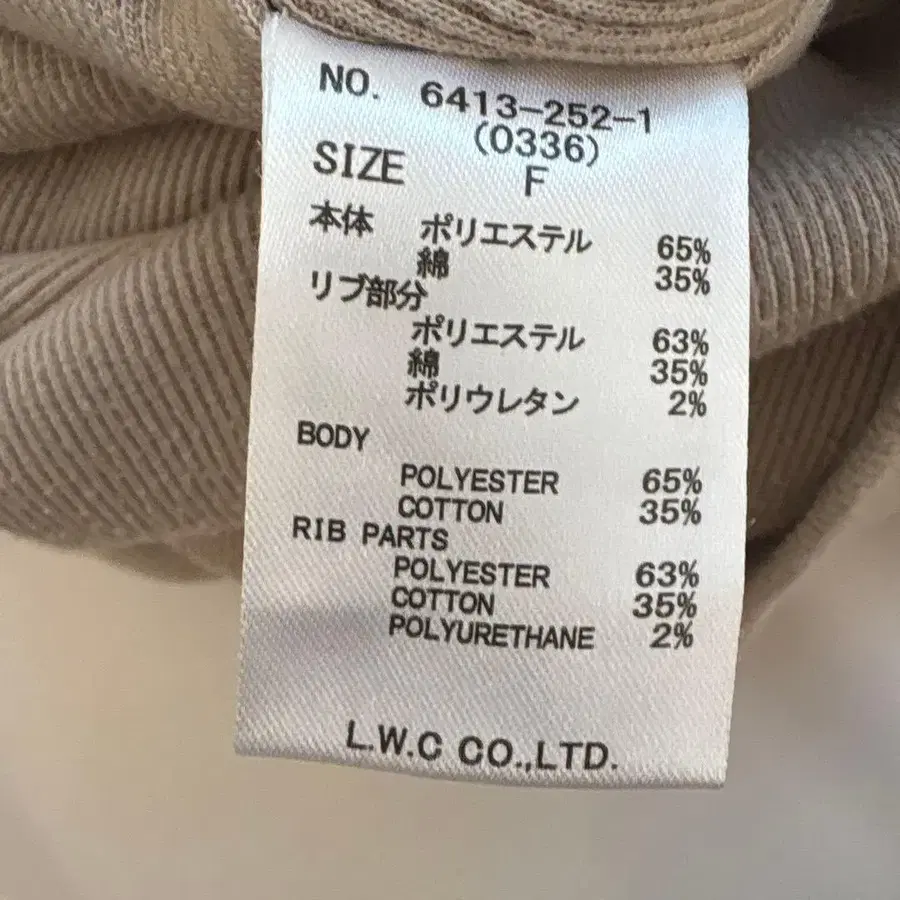 NO. 6413-252-1
(0336)
SIZE F
本体 ポリエステル 65%
綿 35%
リブ部分
ポリエステル 63%
綿 35%
ポリウレタン 2%
BODY
POLYESTER 65%
COTTON 35%
RIB PARTS
POLYESTER 63%
COTTON 35%
POLYURETHANE 2%
L.W.C CO.,LTD.